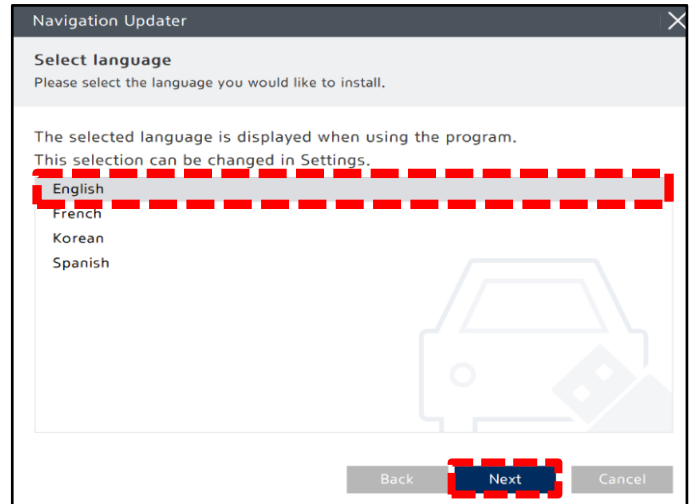 Navigation Updater
Select language
Please select the language you would like to install.
The selected language is displayed when using the program.
This selection can be changed in Settings.
English
French
Korean
Spanish
Back Next Cancel